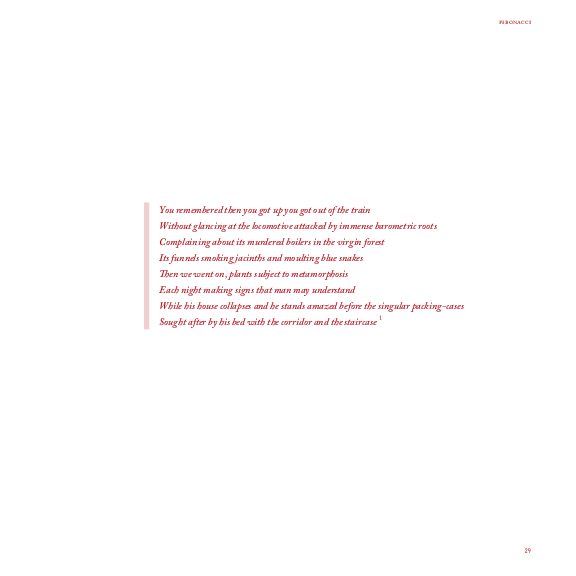 FIBONACCI
You remembered then you got up you got out of the train
Without glancing at the locomotive attacked by immense barometric roots
Complaining about its murdered boilers in the virgin forest
Its funnels smoking jacinths and moulting blue snakes
Then we went on, plants subject to metamorphosis
Each night making signs that man may understand
While his house collapses and he stands amazed before the singular packing-cases
Sought after by his bed with the corridor and the staircase 1
29